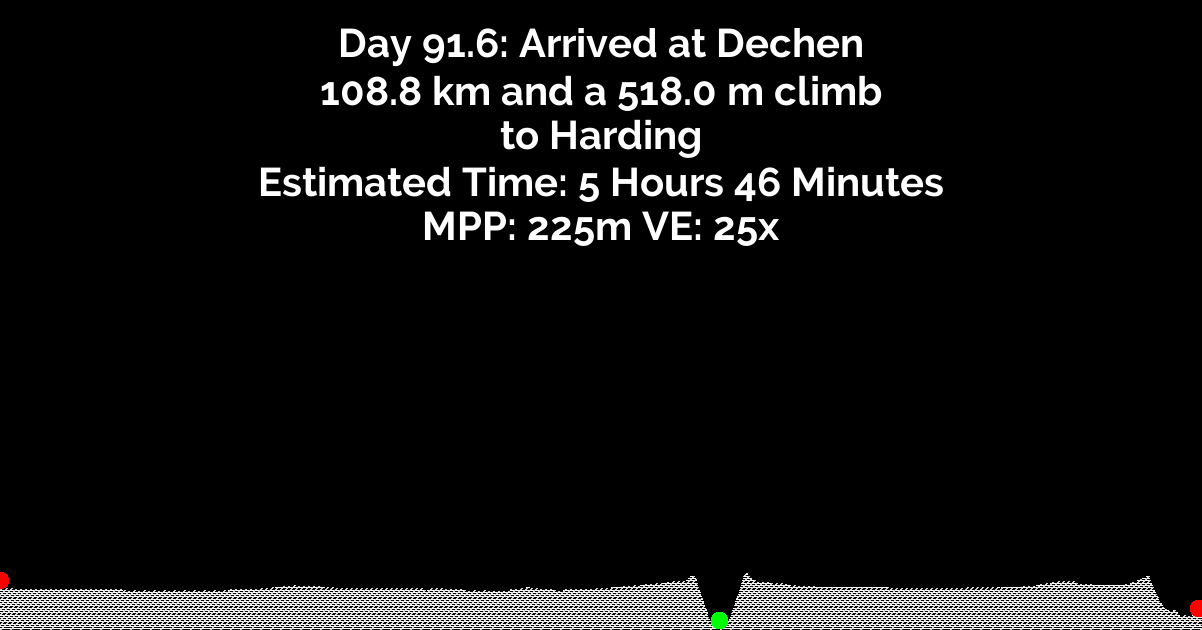 Day 91.6: Arrived at Dechen
108.8 km and a 518.0 m climb
to Harding
Estimated Time: 5 Hours 46 Minutes
MPP: 225m VE: 25x